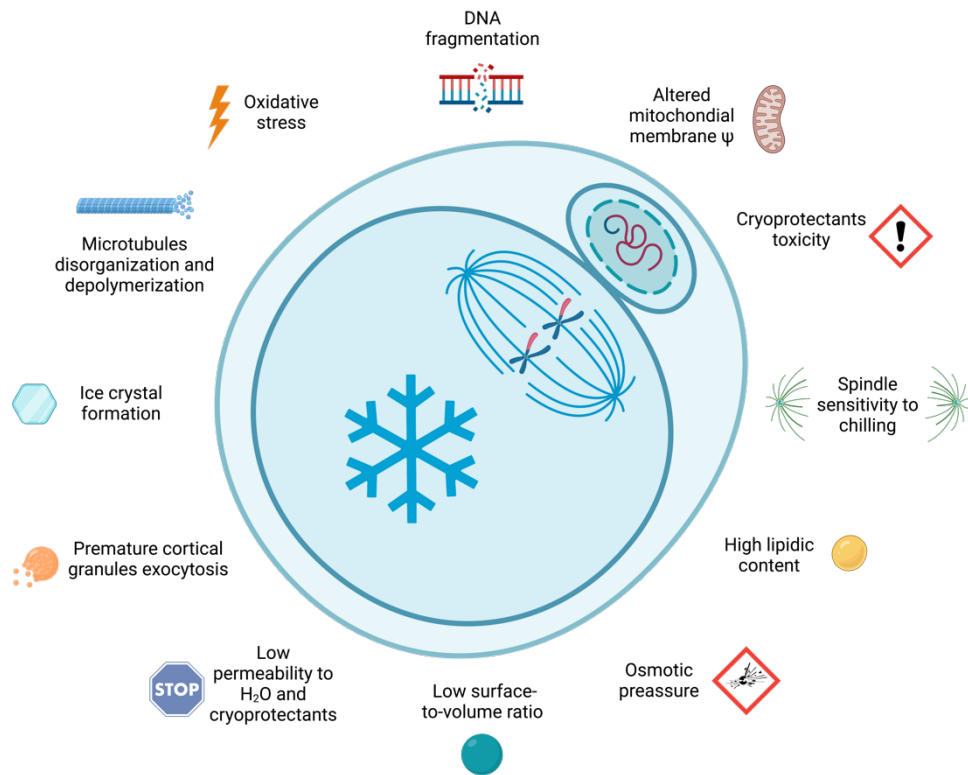 DNA
fragmentation
Oxidative
stress
Altered
mitochondial
membrane ψ
Microtubules
disorganization and
depolymerization
Cryoprotectants
toxicity
!
Ice crystal
formation
Spindle
sensitivity to
chilling
Premature cortical
granules exocytosis
High lipidic
content
STOP
Low
permeability to
H₂O and
cryoprotectants
Low surface-
to-volume ratio
Osmotic
preassure